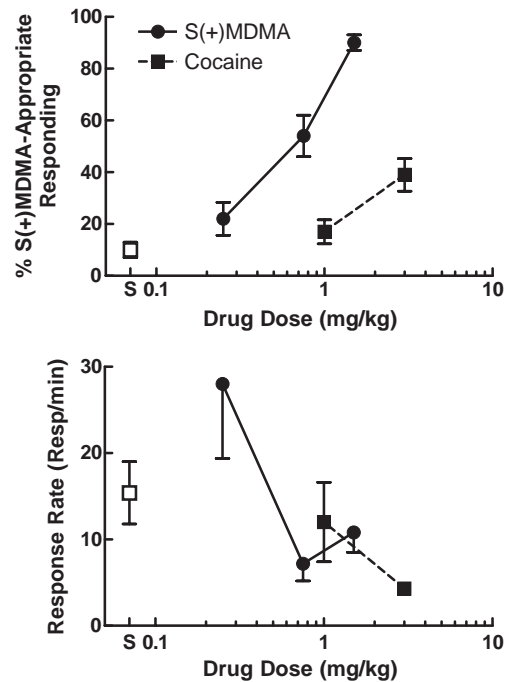 S(+)MDMA
Cocaine
% S(+)MDMA-Appropriate
Responding
100
80
60
40
20
0
S 0.1 1 10
Drug Dose (mg/kg)
Response Rate (Resp/min)
30
20
10
0
S 0.1 1 10
Drug Dose (mg/kg)